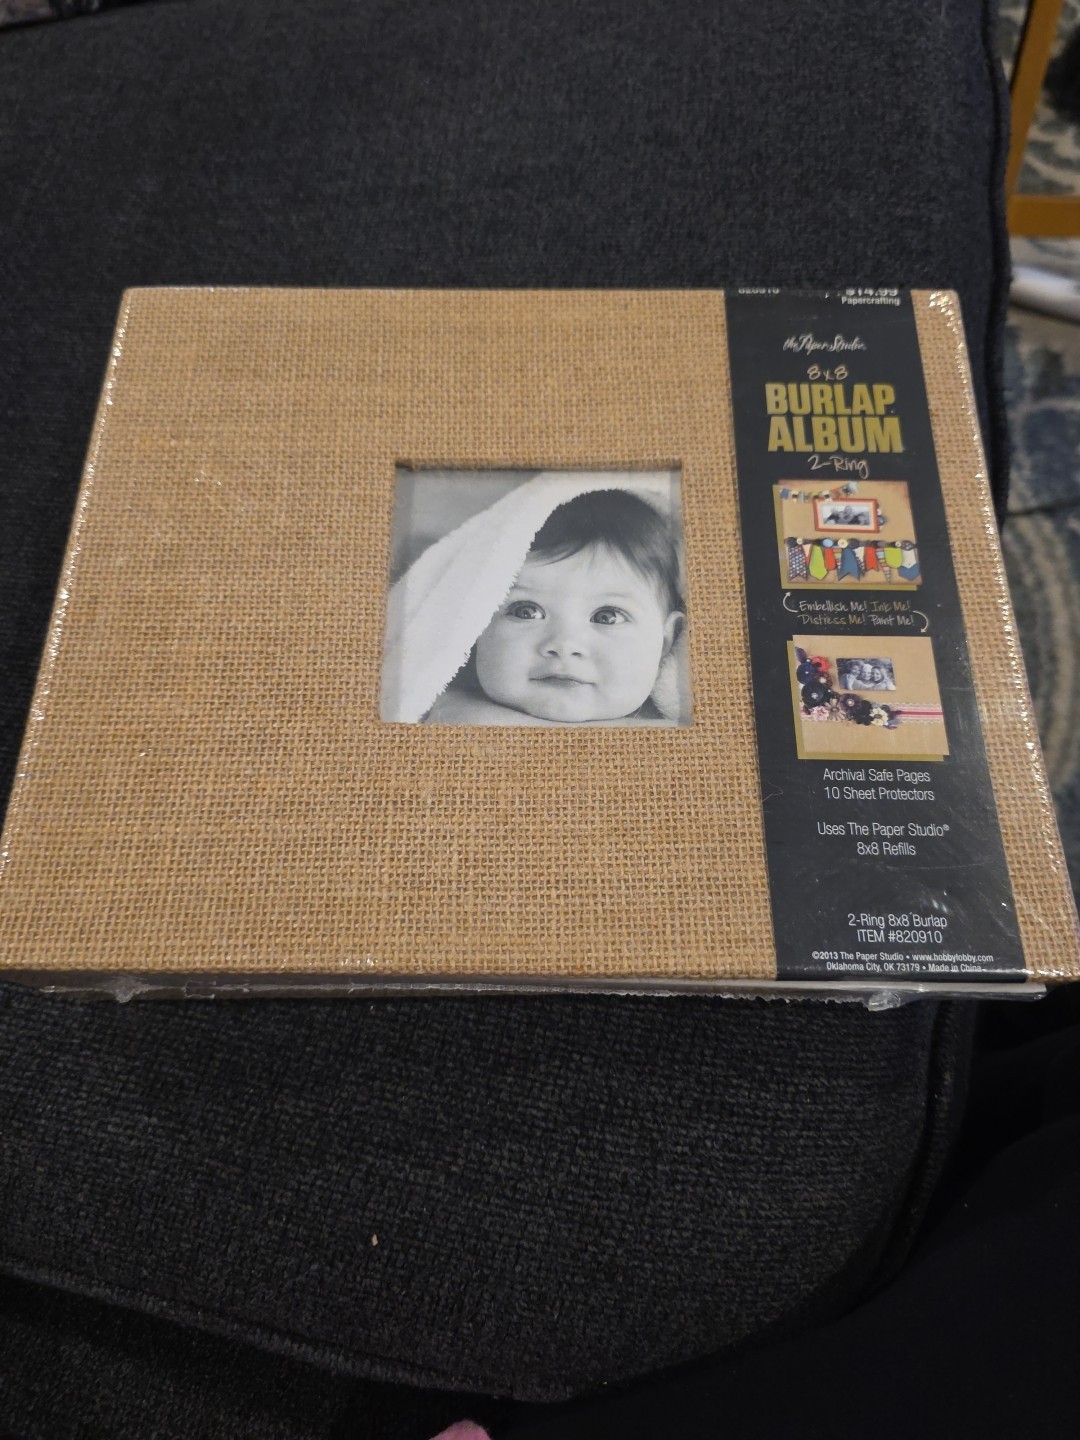 820910 $14.99
Papercrafting
the Paper Studio
8x8
BURLAP
ALBUM
2-Ring
Embellish Me! Ink Me!
Distress Me! Paint Me!
Archival Safe Pages
10 Sheet Protectors
Uses The Paper Studio®
8x8 Refills
2-Ring 8x8 Burlap
ITEM #820910
©2013 The Paper Studio • www.hobbylobby.com
Oklahoma City, OK 73179 • Made in China